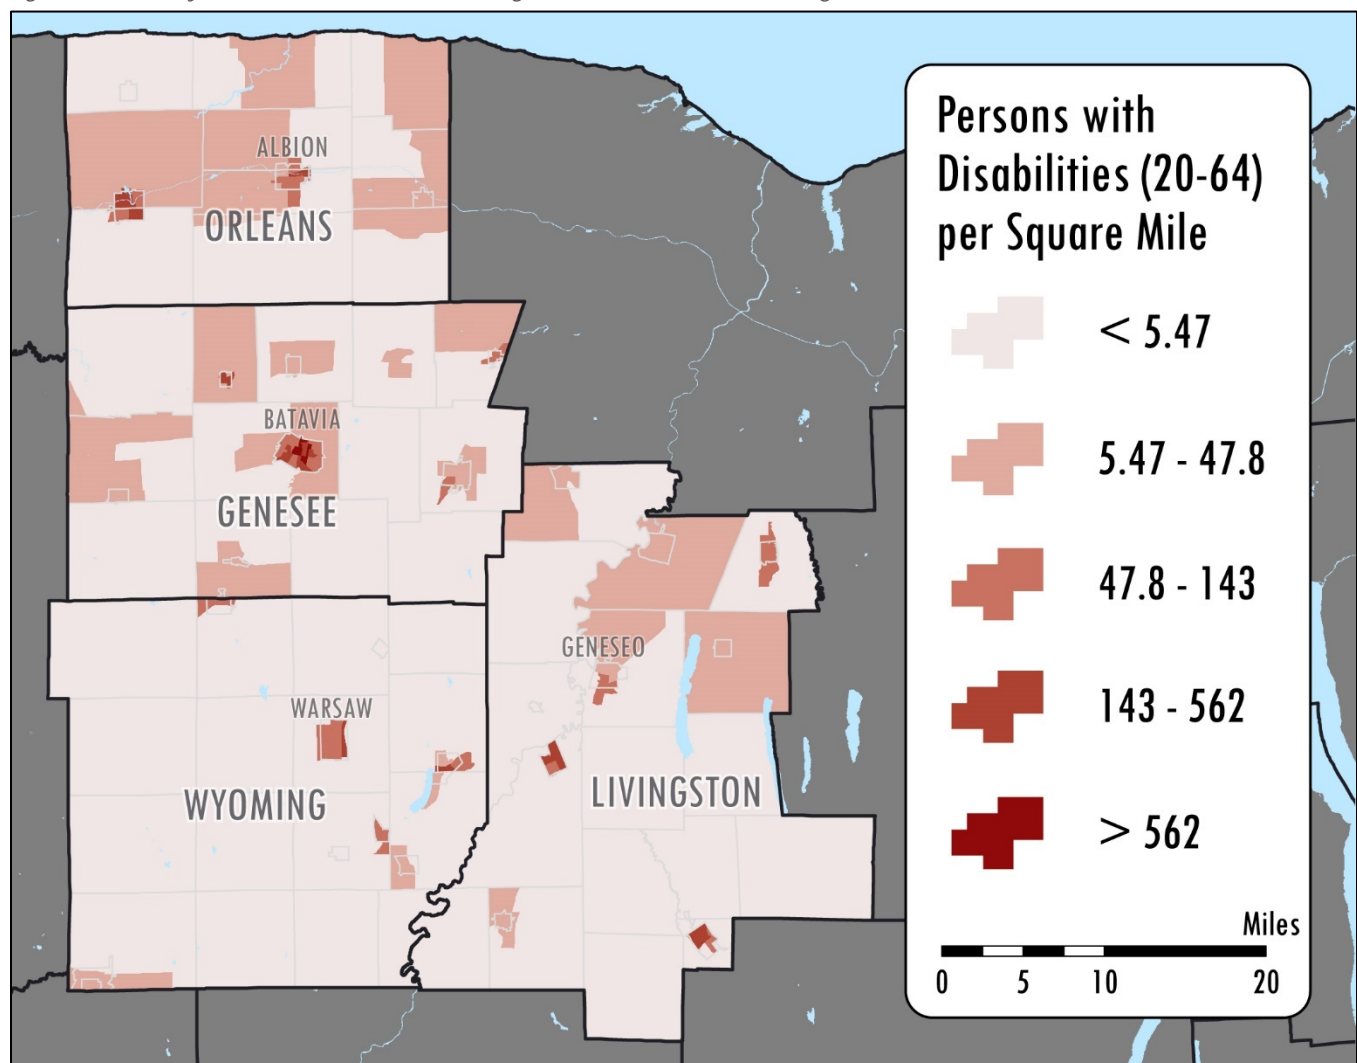 Persons with
Disabilities (20-64)
per Square Mile
< 5.47
5.47 - 47.8
47.8 - 143
143 - 562
> 562
Miles
0 5 10 20
ALBION
ORLEANS
BATAVIA
GENESEE
GENESEO
WARSAW
WYOMING
LIVINGSTON